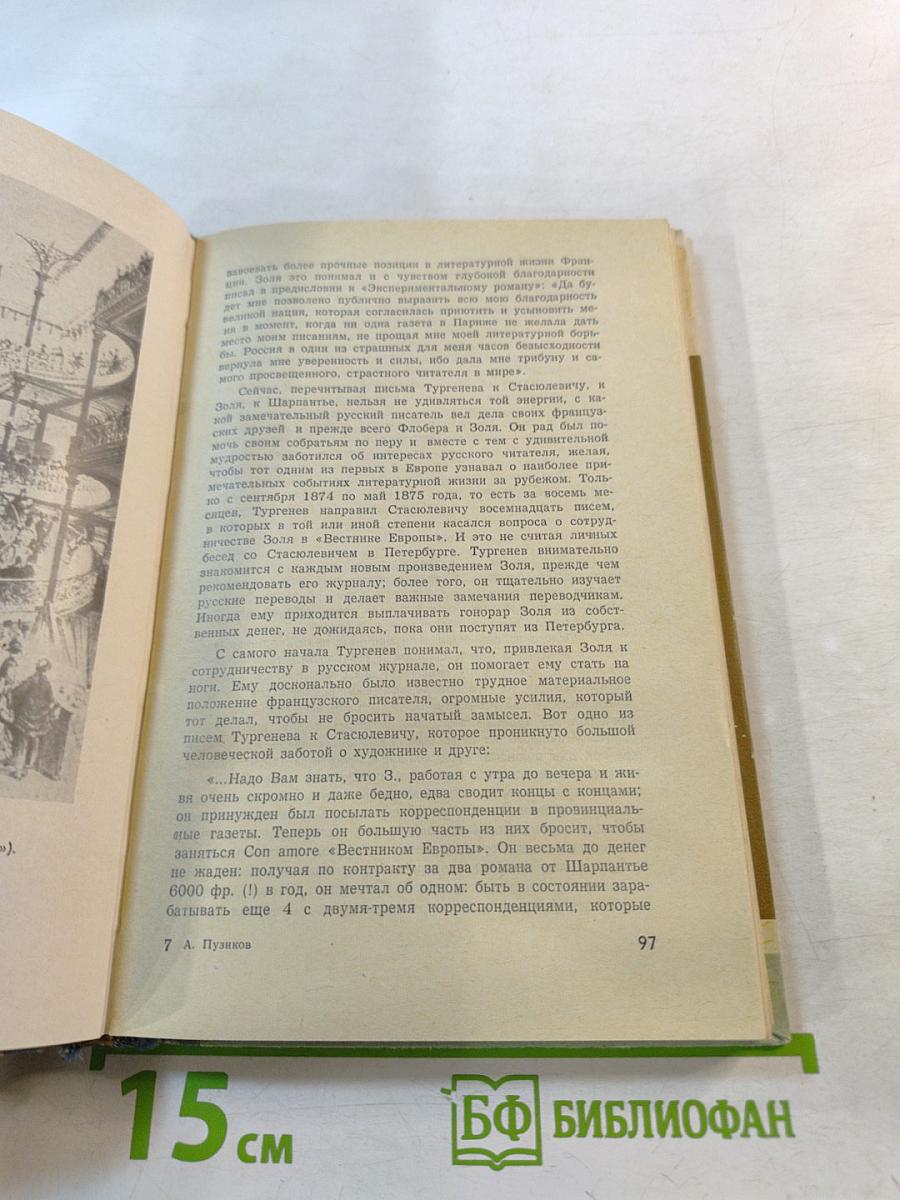 завоевать более прочные позиции в литературной жизни Фран-
ции. Золя это понимал и с чувством глубокой благодарности
писал в предисловии к «Экспериментальному роману»: «Да бу-
дет мне позволено публично выразить всю мою благодарность
великой нации, которая согласилась приютить и усыновить ме-
ня в момент, когда ни одна газета в Париже не желала дать
место моим писаниям, не прощая мне моей литературной борь-
бы. Россия в один из страшных для меня часов безысходности
вернула мне уверенность и силы, ибо дала мне трибуну и са-
мого просвещенного, страстного читателя в мире».
Сейчас, перечитывая письма Тургенева к Стасюлевичу, к
Золя, к Шарпантье, нельзя не удивляться той энергии, с ка-
кой замечательный русский писатель вел дела своих француз-
ских друзей и прежде всего Флобера и Золя. Он рад был по-
мочь своим собратьям по перу и вместе с тем с удивительной
мудростью заботился об интересах русского читателя, желая,
чтобы тот одним из первых в Европе узнавал о наиболее при-
мечательных событиях литературной жизни за рубежом. Толь-
ко с сентября 1874 по май 1875 года, то есть за восемь ме-
сяцев, Тургенев направил Стасюлевичу восемнадцать писем,
в которых в той или иной степени касался вопроса о сотруд-
ничестве Золя в «Вестнике Европы». И это не считая личных
бесед со Стасюлевичем в Петербурге. Тургенев внимательно
знакомится с каждым новым произведением Золя, прежде чем
рекомендовать его журналу; более того, он тщательно изучает
русские переводы и делает важные замечания переводчикам.
Иногда ему приходится выплачивать гонорар Золя из собст-
венных денег, не дожидаясь, пока они поступят из Петербурга.
С самого начала Тургенев понимал, что, привлекая Золя к
сотрудничеству в русском журнале, он помогает ему стать на
ноги. Ему досконально было известно трудное материальное
положение французского писателя, огромные усилия, который
тот делал, чтобы не бросить начатый замысел. Вот одно из
писем Тургенева к Стасюлевичу, которое проникнуто большой
человеческой заботой о художнике и друге:
«...Надо Вам знать, что З., работая с утра до вечера и жи-
вя очень скромно и даже бедно, едва сводит концы с концами;
он принужден был посылать корреспонденции в провинциаль-
ные газеты. Теперь он большую часть из них бросит, чтобы
заняться Con amore «Вестником Европы». Он весьма до денег
не жаден: получая по контракту за два романа от Шарпантье
6000 фр. (!) в год, он мечтал об одном: быть в состоянии зара-
батывать еще 4 с двумя-тремя корреспонденциями, которые
7 А. Пузиков
97
»).
15 см
БФ БИБЛИОФАН